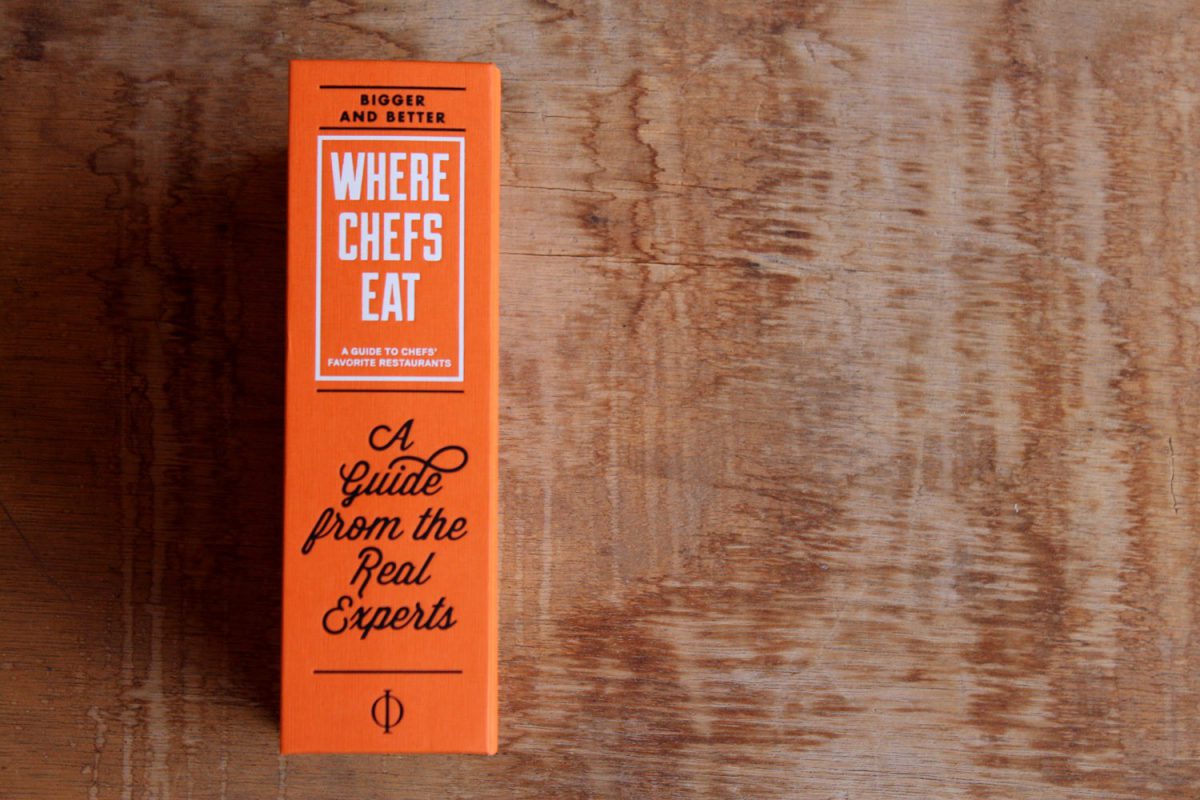 BIGGER
AND BETTER
WHERE
CHEFS
EAT
A GUIDE TO CHEFS'
FAVORITE RESTAURANTS
A
Guide
from the
Real
Experts